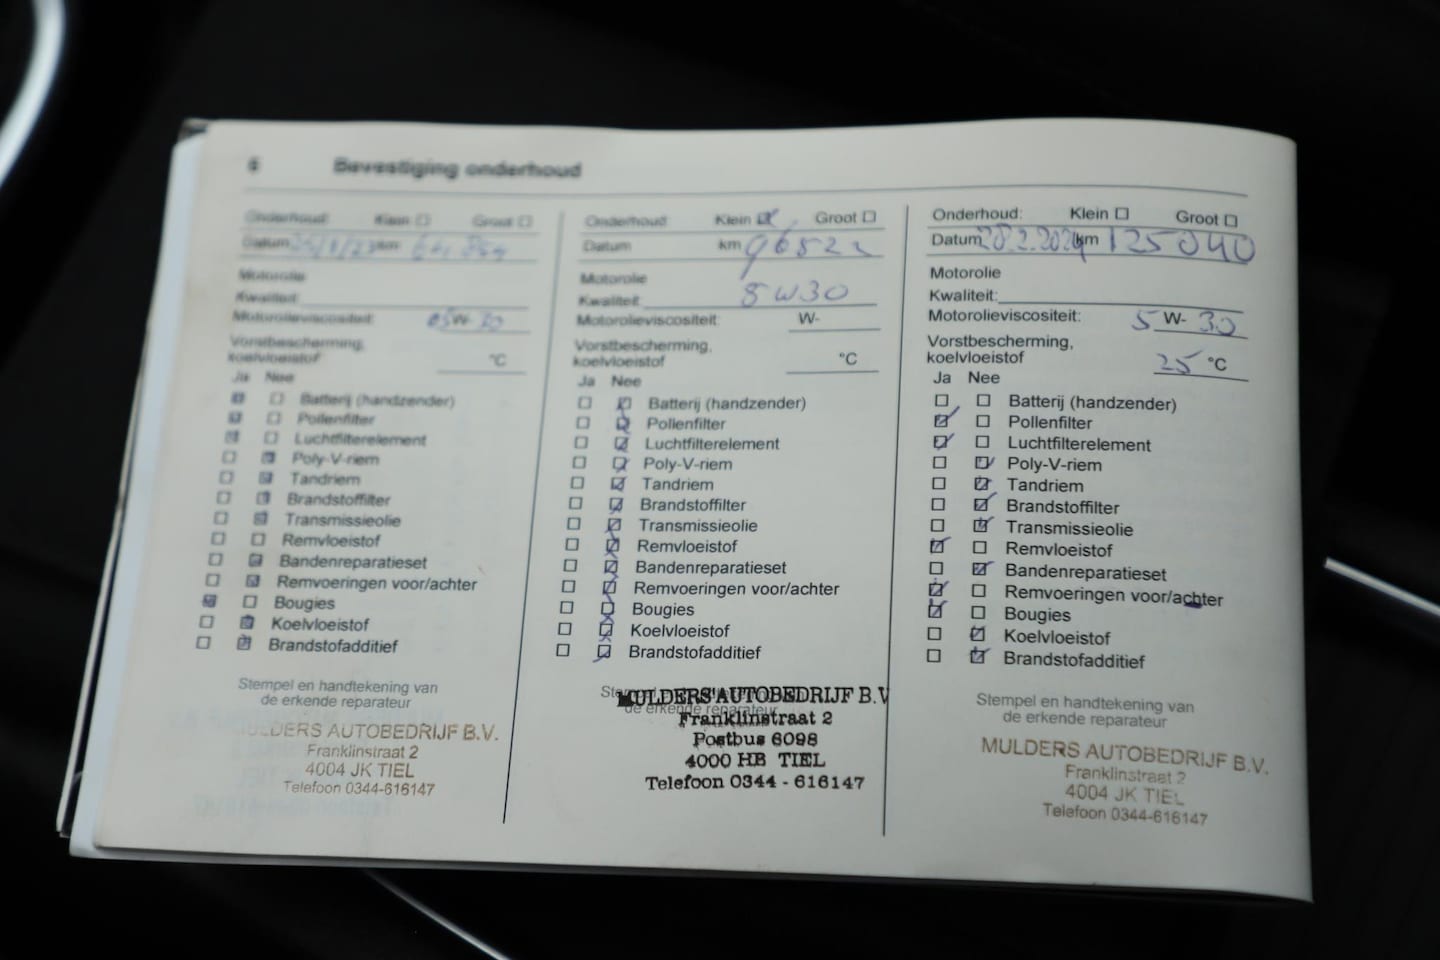 6 Bevestiging onderhoud
Onderhoud: Klein Groot
Datum km
Motorolie
Kwaliteit:
Motorolieviscositeit: W-30
Vorstbescherming,
koelvloeistof °C
Ja Nee
Batterij (handzender)
Pollenfilter
Luchtfilterelement
Poly-V-riem
Tandriem
Brandstoffilter
Transmissieolie
Remvloeistof
Bandenreparatieset
Remvoeringen voor/achter
Bougies
Koelvloeistof
Brandstofadditief
Stempel en handtekening van
de erkende reparateur
MULDERS AUTOBEDRIJF B.V.
Franklinstraat 2
4004 JK TIEL
Telefoon 0344-616147
Onderhoud: Klein Groot
Datum km 96522
Motorolie
Kwaliteit: 5W30
Motorolieviscositeit: W-
Vorstbescherming,
koelvloeistof °C
Ja Nee
Batterij (handzender)
Pollenfilter
Luchtfilterelement
Poly-V-riem
Tandriem
Brandstoffilter
Transmissieolie
Remvloeistof
Bandenreparatieset
Remvoeringen voor/achter
Bougies
Koelvloeistof
Brandstofadditief
de erkende reparateur
MULDERS AUTOBEDRIJF B.V
Franklinstraat 2
Postbus 6098
4000 HB TIEL
Telefoon 0344 - 616147
Onderhoud: Klein Groot
Datum 28.2.2024 km 125040
Motorolie
Kwaliteit:
Motorolieviscositeit: 5 W- 30
Vorstbescherming,
koelvloeistof 25 °C
Ja Nee
Batterij (handzender)
Pollenfilter
Luchtfilterelement
Poly-V-riem
Tandriem
Brandstoffilter
Transmissieolie
Remvloeistof
Bandenreparatieset
Remvoeringen voor/achter
Bougies
Koelvloeistof
Brandstofadditief
Stempel en handtekening van
de erkende reparateur
MULDERS AUTOBEDRIJF B.V.
Franklinstraat 2
4004 JK TIEL
Telefoon 0344-616147